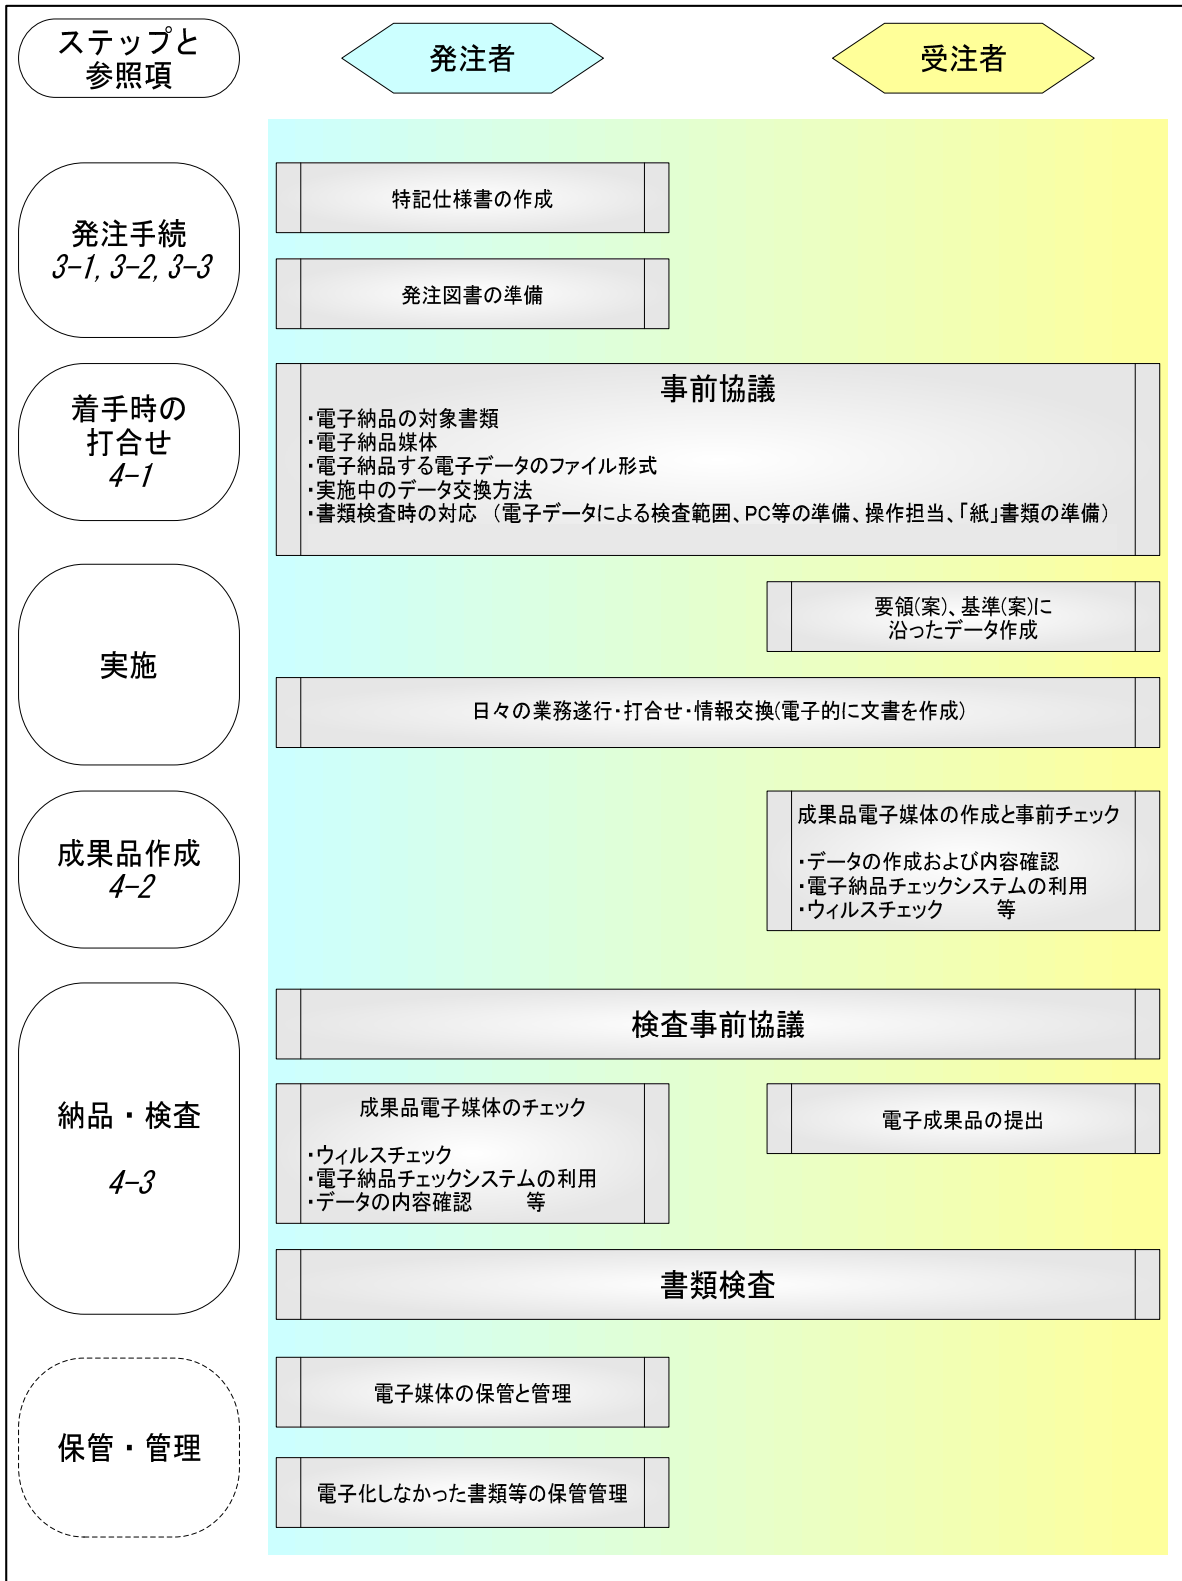 ステップと
参照項
発注者
受注者
発注手続
3-1, 3-2, 3-3
特記仕様書の作成
発注図書の準備
着手時の
打合せ
4-1
事前協議
・電子納品の対象書類
・電子納品媒体
・電子納品する電子データのファイル形式
・実施中のデータ交換方法
・書類検査時の対応　（電子データによる検査範囲、PC等の準備、操作担当、「紙」書類の準備）
実施
要領(案)、基準(案)に
沿ったデータ作成
日々の業務遂行・打合せ・情報交換(電子的に文書を作成)
成果品作成
4-2
成果品電子媒体の作成と事前チェック
・データの作成および内容確認
・電子納品チェックシステムの利用
・ウィルスチェック　　　等
納品・検査
4-3
検査事前協議
成果品電子媒体のチェック
・ウィルスチェック
・電子納品チェックシステムの利用
・データの内容確認　　　等
電子成果品の提出
書類検査
保管・管理
電子媒体の保管と管理
電子化しなかった書類等の保管管理